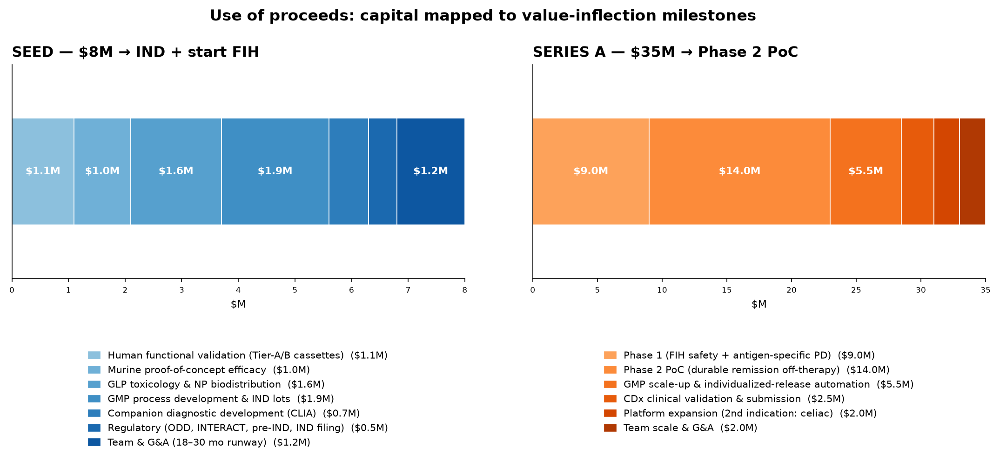 Use of proceeds: capital mapped to value-inflection milestones
SEED — $8M → IND + start FIH
$1.1M
$1.0M
$1.6M
$1.9M
$1.2M
0 1 2 3 4 5 6 7 8
$M
Human functional validation (Tier-A/B cassettes)  ($1.1M)
Murine proof-of-concept efficacy  ($1.0M)
GLP toxicology & NP biodistribution  ($1.6M)
GMP process development & IND lots  ($1.9M)
Companion diagnostic development (CLIA)  ($0.7M)
Regulatory (ODD, INTERACT, pre-IND, IND filing)  ($0.5M)
Team & G&A (18–30 mo runway)  ($1.2M)
SERIES A — $35M → Phase 2 PoC
$9.0M
$14.0M
$5.5M
0 5 10 15 20 25 30 35
$M
Phase 1 (FIH safety + antigen-specific PD)  ($9.0M)
Phase 2 PoC (durable remission off-therapy)  ($14.0M)
GMP scale-up & individualized-release automation  ($5.5M)
CDx clinical validation & submission  ($2.5M)
Platform expansion (2nd indication: celiac)  ($2.0M)
Team scale & G&A  ($2.0M)